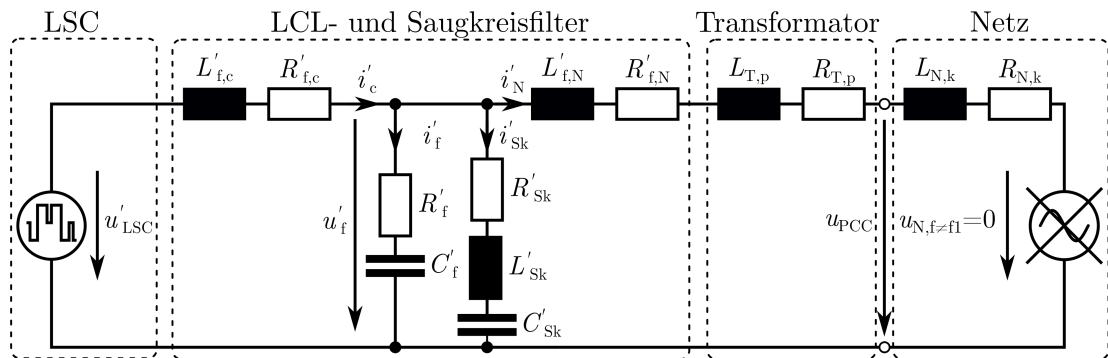 LSC
LCL- und Saugkreisfilter
Transformator
Netz
L'f,c
R'f,c
i'c
i'N
L'f,N
R'f,N
LT,p
RT,p
LN,k
RN,k
i'f
i'Sk
u'LSC
u'f
R'f
C'f
R'Sk
L'Sk
C'Sk
uPCC
uN,f≠f1=0